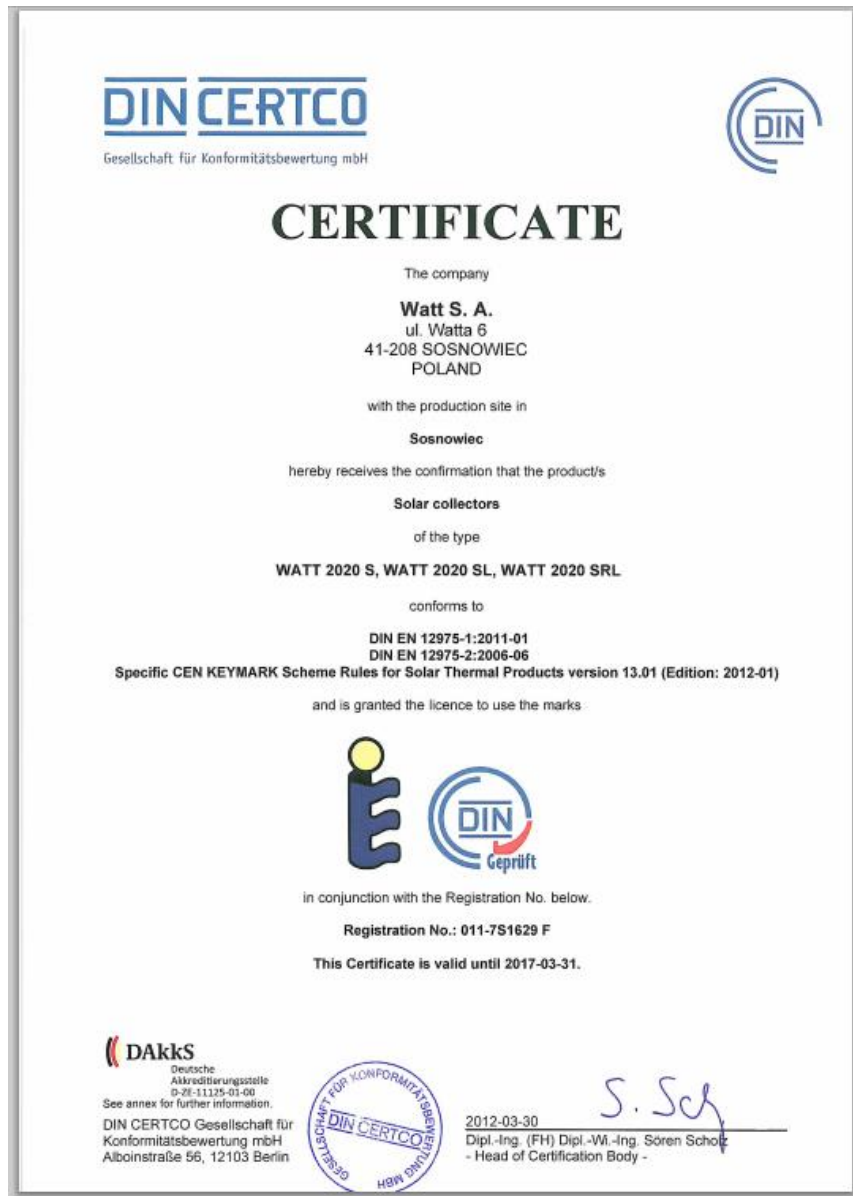 DIN CERTCO
Gesellschaft für Konformitätsbewertung mbH
DIN
CERTIFICATE
The company
Watt S. A.
ul. Watta 6
41-208 SOSNOWIEC
POLAND
with the production site in
Sosnowiec
hereby receives the confirmation that the product/s
Solar collectors
of the type
WATT 2020 S, WATT 2020 SL, WATT 2020 SRL
conforms to
DIN EN 12975-1:2011-01
DIN EN 12975-2:2006-06
Specific CEN KEYMARK Scheme Rules for Solar Thermal Products version 13.01 (Edition: 2012-01)
and is granted the licence to use the marks
DIN
Geprüft
in conjunction with the Registration No. below.
Registration No.: 011-7S1629 F
This Certificate is valid until 2017-03-31.
DAkkS
Deutsche
Akkreditierungsstelle
D-ZE-11125-01-00
See annex for further information.
DIN CERTCO Gesellschaft für
Konformitätsbewertung mbH
Alboinstraße 56, 12103 Berlin
GESELLSCHAFT FÜR KONFORMITÄTSBEWERTUNG MBH
DIN CERTCO
S. Sch
2012-03-30
Dipl.-Ing. (FH) Dipl.-Wi.-Ing. Sören Scholz
- Head of Certification Body -